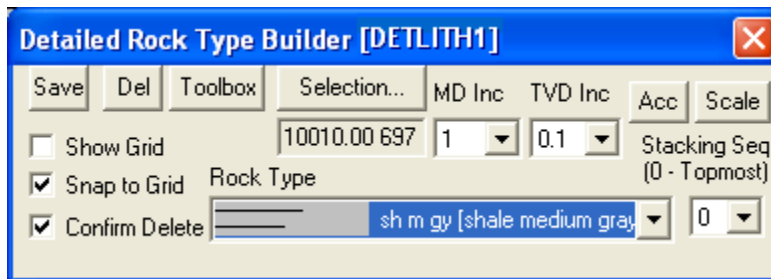 Detailed Rock Type Builder [DETLITH1]
Save Del Toolbox Selection... MD Inc TVD Inc Acc Scale
10010.00 697 1 0.1
Show Grid
Stacking Seq
(0 - Topmost)
Snap to Grid Rock Type
Confirm Delete sh m gy [shale medium gray 0